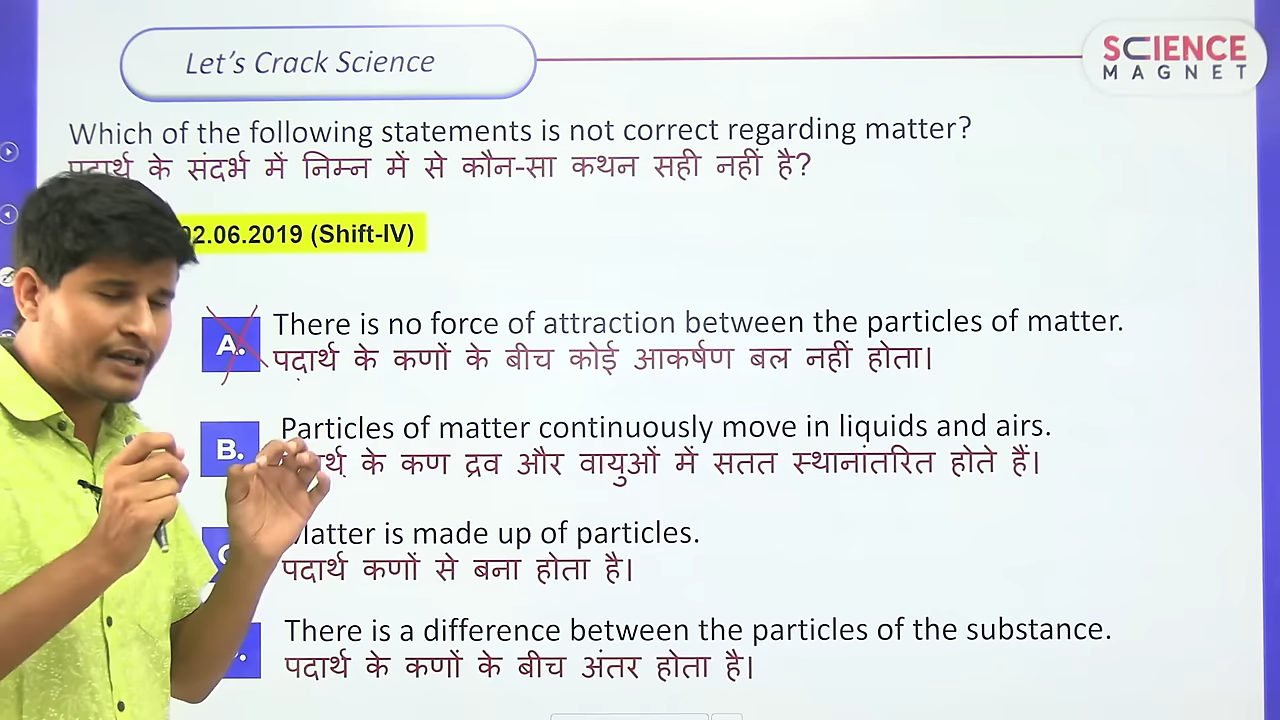 Let's Crack Science
SCIENCE
MAGNET
Which of the following statements is not correct regarding matter?
पदार्थ के संदर्भ में निम्न में से कौन-सा कथन सही नहीं है?
02.06.2019 (Shift-IV)
A. There is no force of attraction between the particles of matter.
पदार्थ के कणों के बीच कोई आकर्षण बल नहीं होता।
B. Particles of matter continuously move in liquids and airs.
के कण द्रव और वायुओं में सतत स्थानांतरित होते हैं।
Matter is made up of particles.
पदार्थ कणों से बना होता है।
There is a difference between the particles of the substance.
पदार्थ के कणों के बीच अंतर होता है।